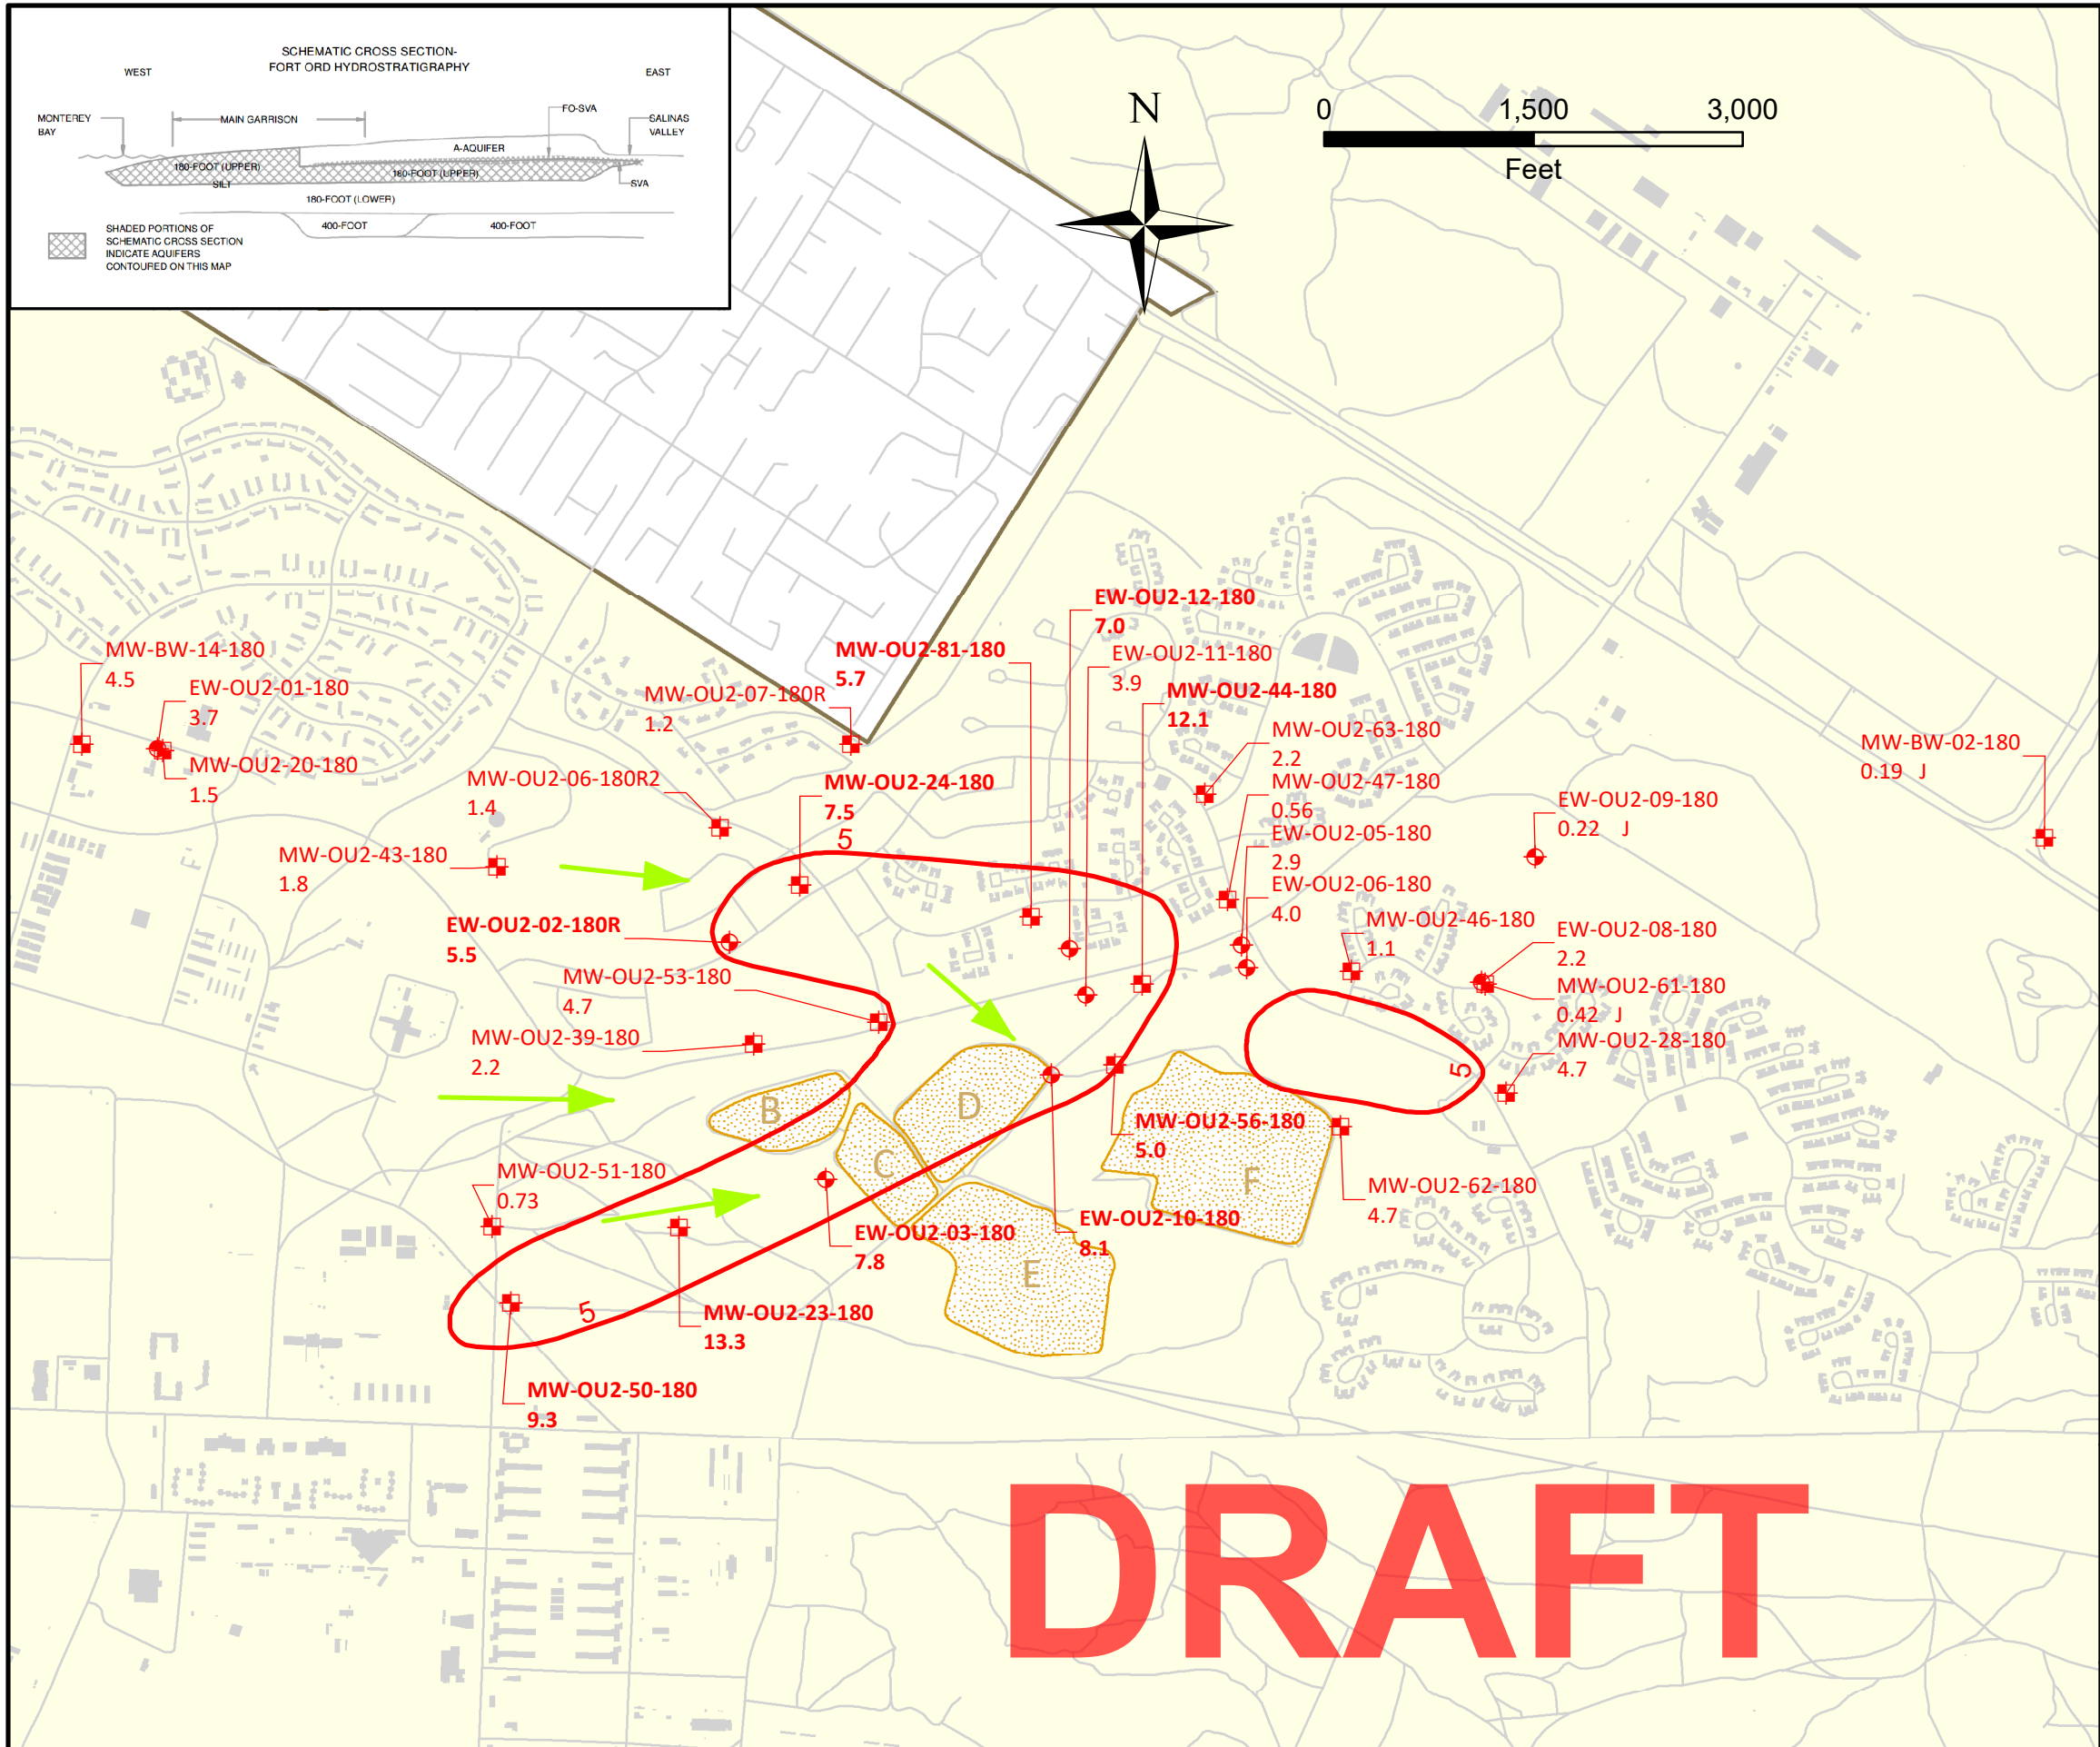 SCHEMATIC CROSS SECTION-
FORT ORD HYDROSTRATIGRAPHY
WEST
EAST
MONTEREY
BAY
MAIN GARRISON
FO-SVA
SALINAS
VALLEY
A-AQUIFER
180-FOOT (UPPER)
180-FOOT (UPPER)
SILT
SVA
180-FOOT (LOWER)
400-FOOT
400-FOOT
SHADED PORTIONS OF
SCHEMATIC CROSS SECTION
INDICATE AQUIFERS
CONTOURED ON THIS MAP
N
0 1,500 3,000
Feet
EW-OU2-12-180
7.0
MW-BW-14-180
4.5
MW-OU2-81-180
5.7
EW-OU2-11-180
3.9
EW-OU2-01-180
3.7
MW-OU2-07-180R
1.2
MW-OU2-44-180
12.1
MW-OU2-63-180
2.2
MW-BW-02-180
0.19 J
MW-OU2-20-180
1.5
MW-OU2-06-180R2
1.4
MW-OU2-24-180
7.5
5
MW-OU2-47-180
0.56
EW-OU2-09-180
0.22 J
EW-OU2-05-180
2.9
MW-OU2-43-180
1.8
EW-OU2-06-180
4.0
EW-OU2-02-180R
5.5
MW-OU2-46-180
1.1
EW-OU2-08-180
2.2
MW-OU2-53-180
4.7
MW-OU2-61-180
0.42 J
MW-OU2-39-180
2.2
MW-OU2-28-180
4.7
5
B
D
C
F
E
MW-OU2-56-180
5.0
MW-OU2-51-180
0.73
MW-OU2-62-180
4.7
EW-OU2-03-180
7.8
EW-OU2-10-180
8.1
5
MW-OU2-23-180
13.3
MW-OU2-50-180
9.3
DRAFT